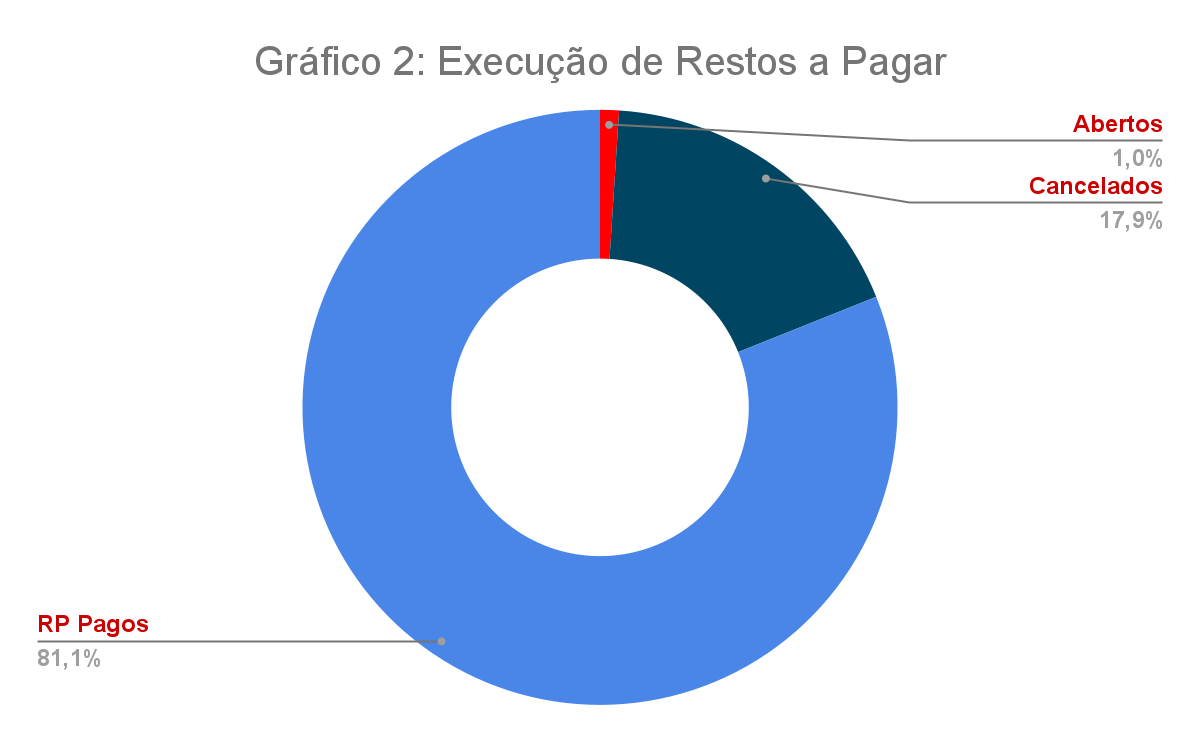 Gráfico 2: Execução de Restos a Pagar
Abertos
1,0%
Cancelados
17,9%
RP Pagos
81,1%